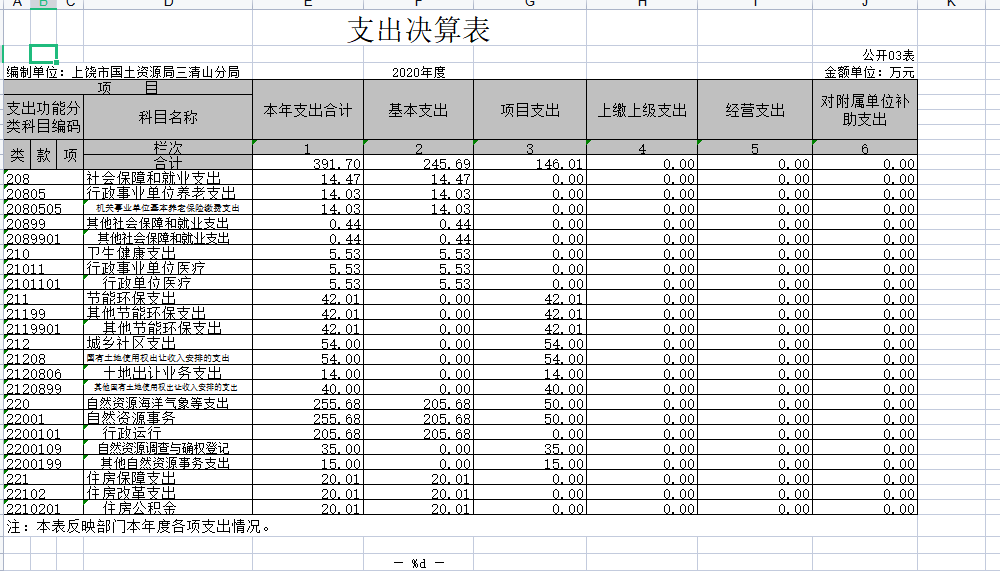 A B C D E F G H I J K
支出决算表
公开03表
编制单位：上饶市国土资源局三清山分局 2020年度 金额单位：万元
项 目 本年支出合计 基本支出 项目支出 上缴上级支出 经营支出 对附属单位补助支出
支出功能分类科目编码 科目名称
类 款 项 栏次 1 2 3 4 5 6
合计 391.70 245.69 146.01 0.00 0.00 0.00
208 社会保障和就业支出 14.47 14.47 0.00 0.00 0.00 0.00
20805 行政事业单位养老支出 14.03 14.03 0.00 0.00 0.00 0.00
2080505 机关事业单位基本养老保险缴费支出 14.03 14.03 0.00 0.00 0.00 0.00
20899 其他社会保障和就业支出 0.44 0.44 0.00 0.00 0.00 0.00
2089901 其他社会保障和就业支出 0.44 0.44 0.00 0.00 0.00 0.00
210 卫生健康支出 5.53 5.53 0.00 0.00 0.00 0.00
21011 行政事业单位医疗 5.53 5.53 0.00 0.00 0.00 0.00
2101101 行政单位医疗 5.53 5.53 0.00 0.00 0.00 0.00
211 节能环保支出 42.01 0.00 42.01 0.00 0.00 0.00
21199 其他节能环保支出 42.01 0.00 42.01 0.00 0.00 0.00
2119901 其他节能环保支出 42.01 0.00 42.01 0.00 0.00 0.00
212 城乡社区支出 54.00 0.00 54.00 0.00 0.00 0.00
21208 国有土地使用权出让收入安排的支出 54.00 0.00 54.00 0.00 0.00 0.00
2120806 土地出让业务支出 14.00 0.00 14.00 0.00 0.00 0.00
2120899 其他国有土地使用权出让收入安排的支出 40.00 0.00 40.00 0.00 0.00 0.00
220 自然资源海洋气象等支出 255.68 205.68 50.00 0.00 0.00 0.00
22001 自然资源事务 255.68 205.68 50.00 0.00 0.00 0.00
2200101 行政运行 205.68 205.68 0.00 0.00 0.00 0.00
2200109 自然资源调查与确权登记 35.00 0.00 35.00 0.00 0.00 0.00
2200199 其他自然资源事务支出 15.00 0.00 15.00 0.00 0.00 0.00
221 住房保障支出 20.01 20.01 0.00 0.00 0.00 0.00
22102 住房改革支出 20.01 20.01 0.00 0.00 0.00 0.00
2210201 住房公积金 20.01 20.01 0.00 0.00 0.00 0.00
注：本表反映部门本年度各项支出情况。
— %d —